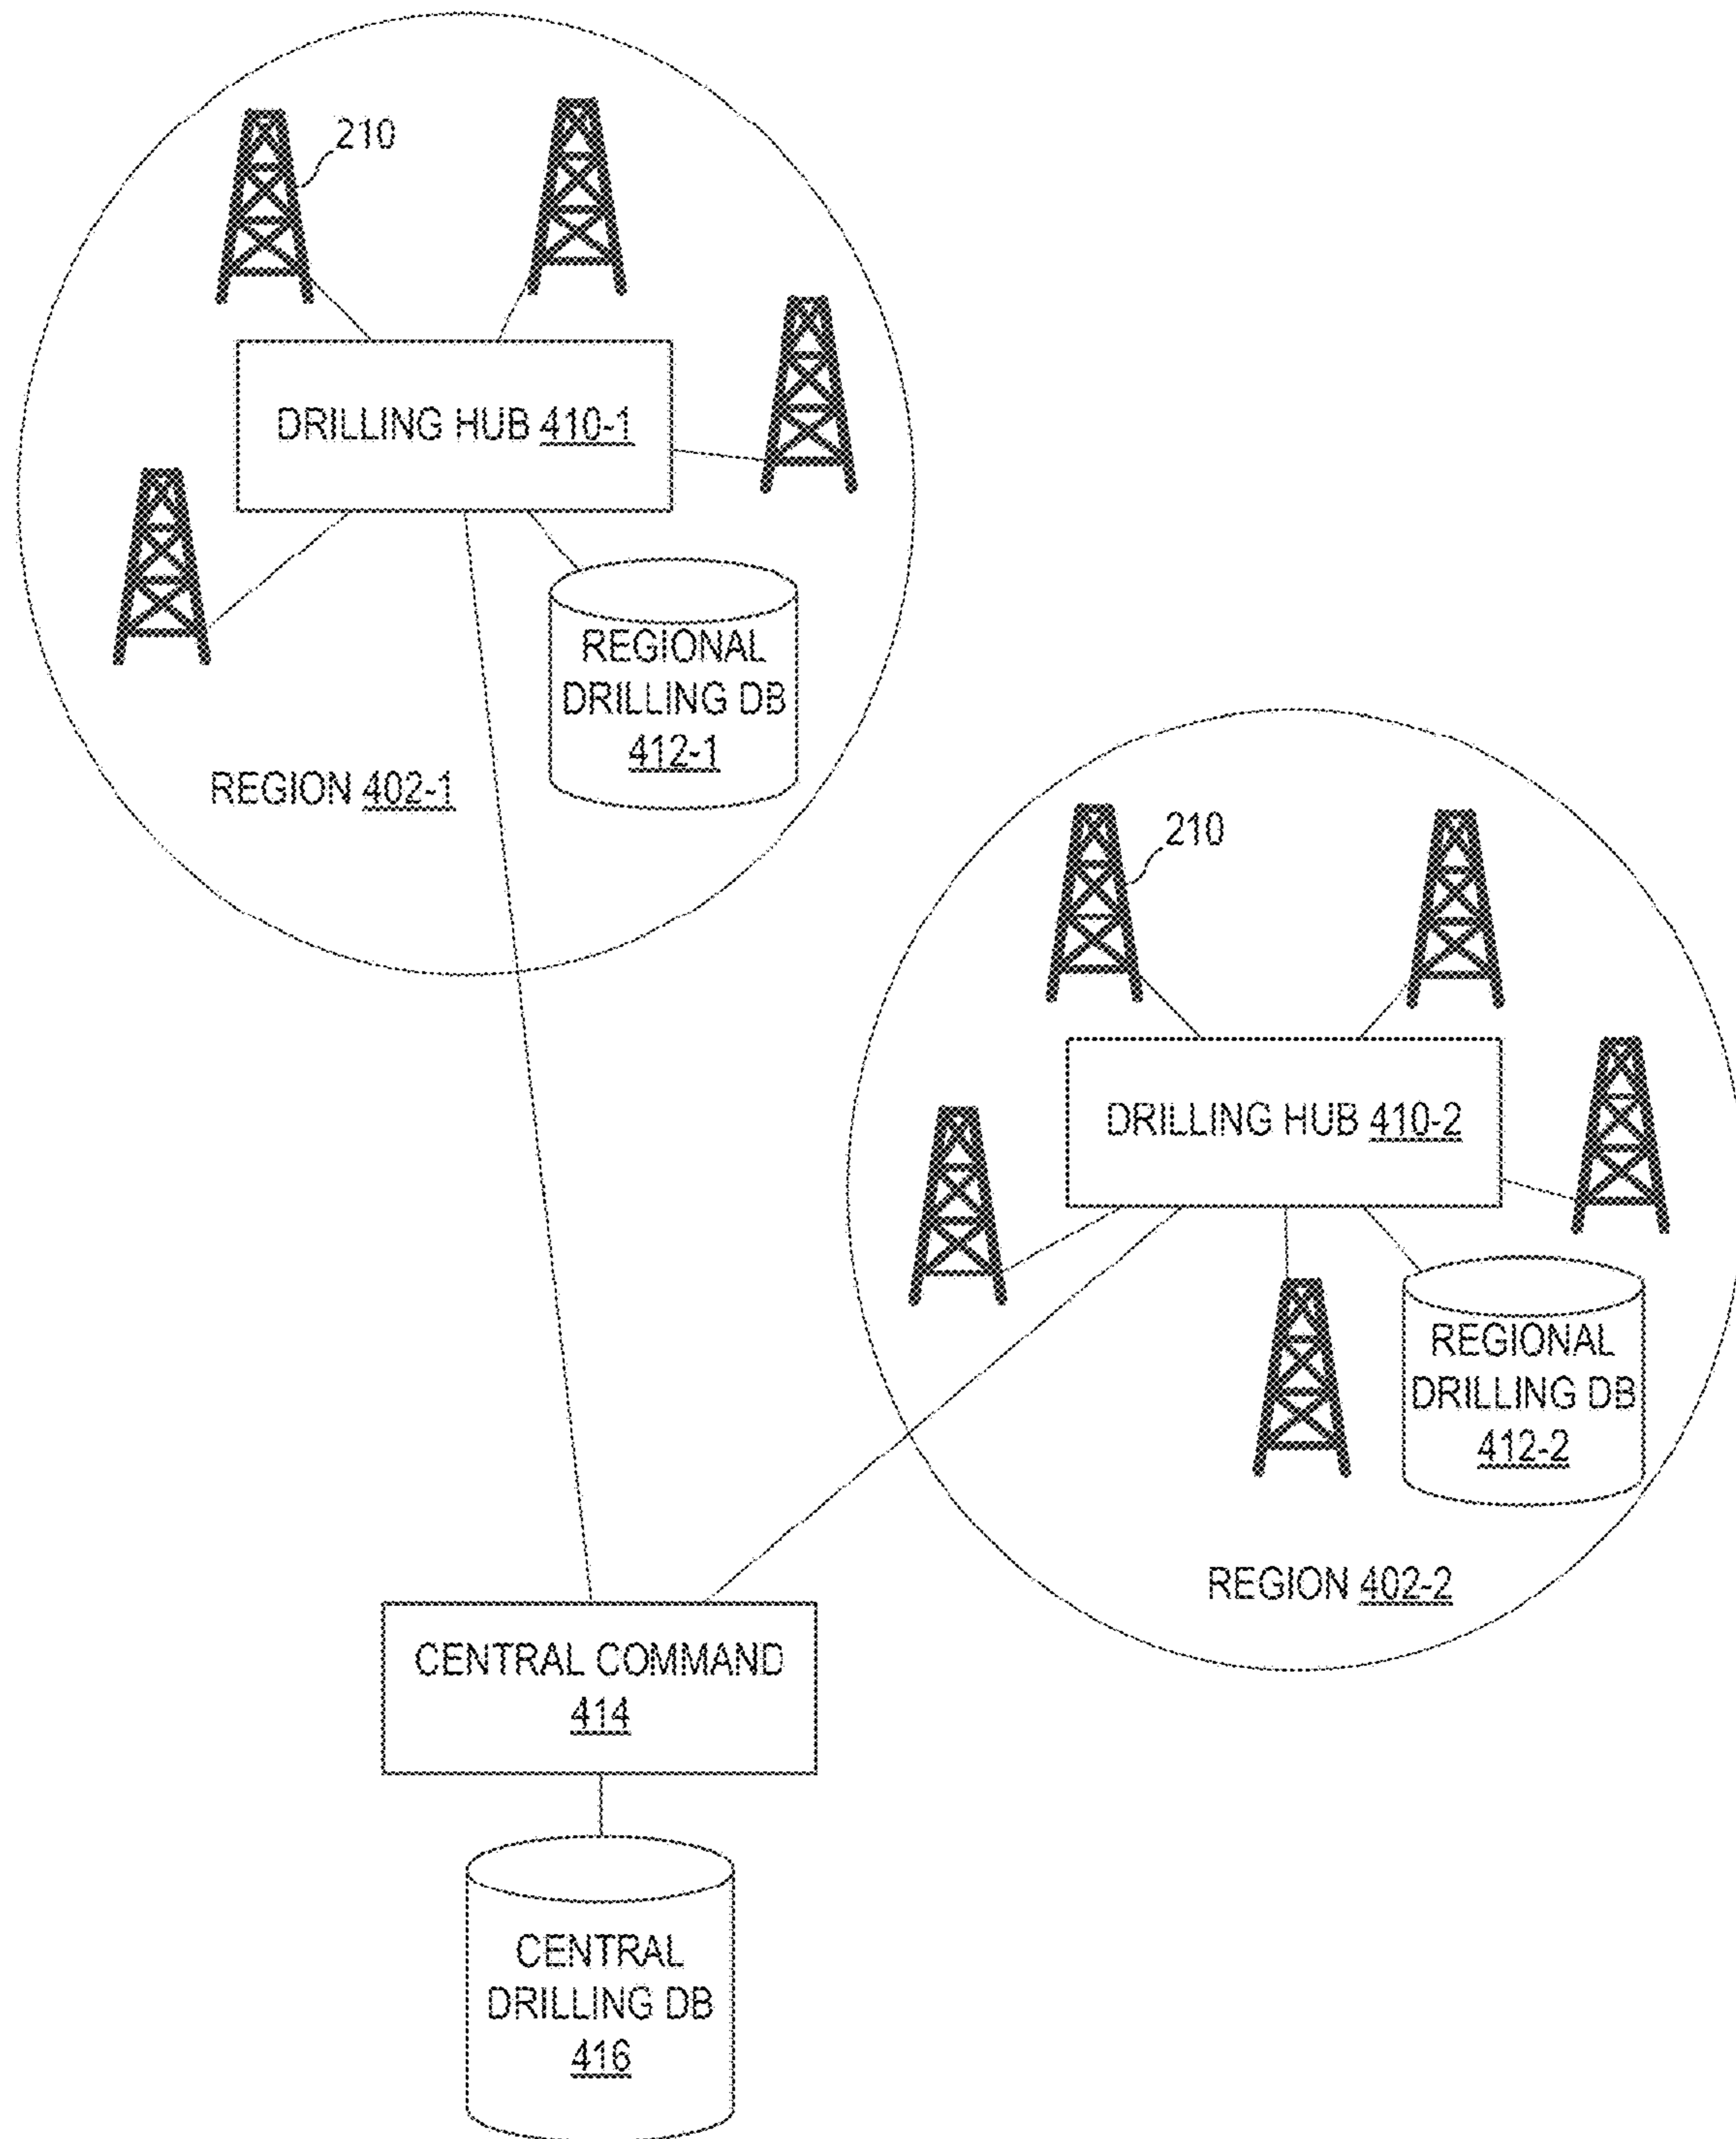 210
DRILLING HUB 410-1
REGIONAL
DRILLING DB
412-1
REGION 402-1
210
DRILLING HUB 410-2
REGIONAL
DRILLING DB
412-2
REGION 402-2
CENTRAL COMMAND
414
CENTRAL
DRILLING DB
416